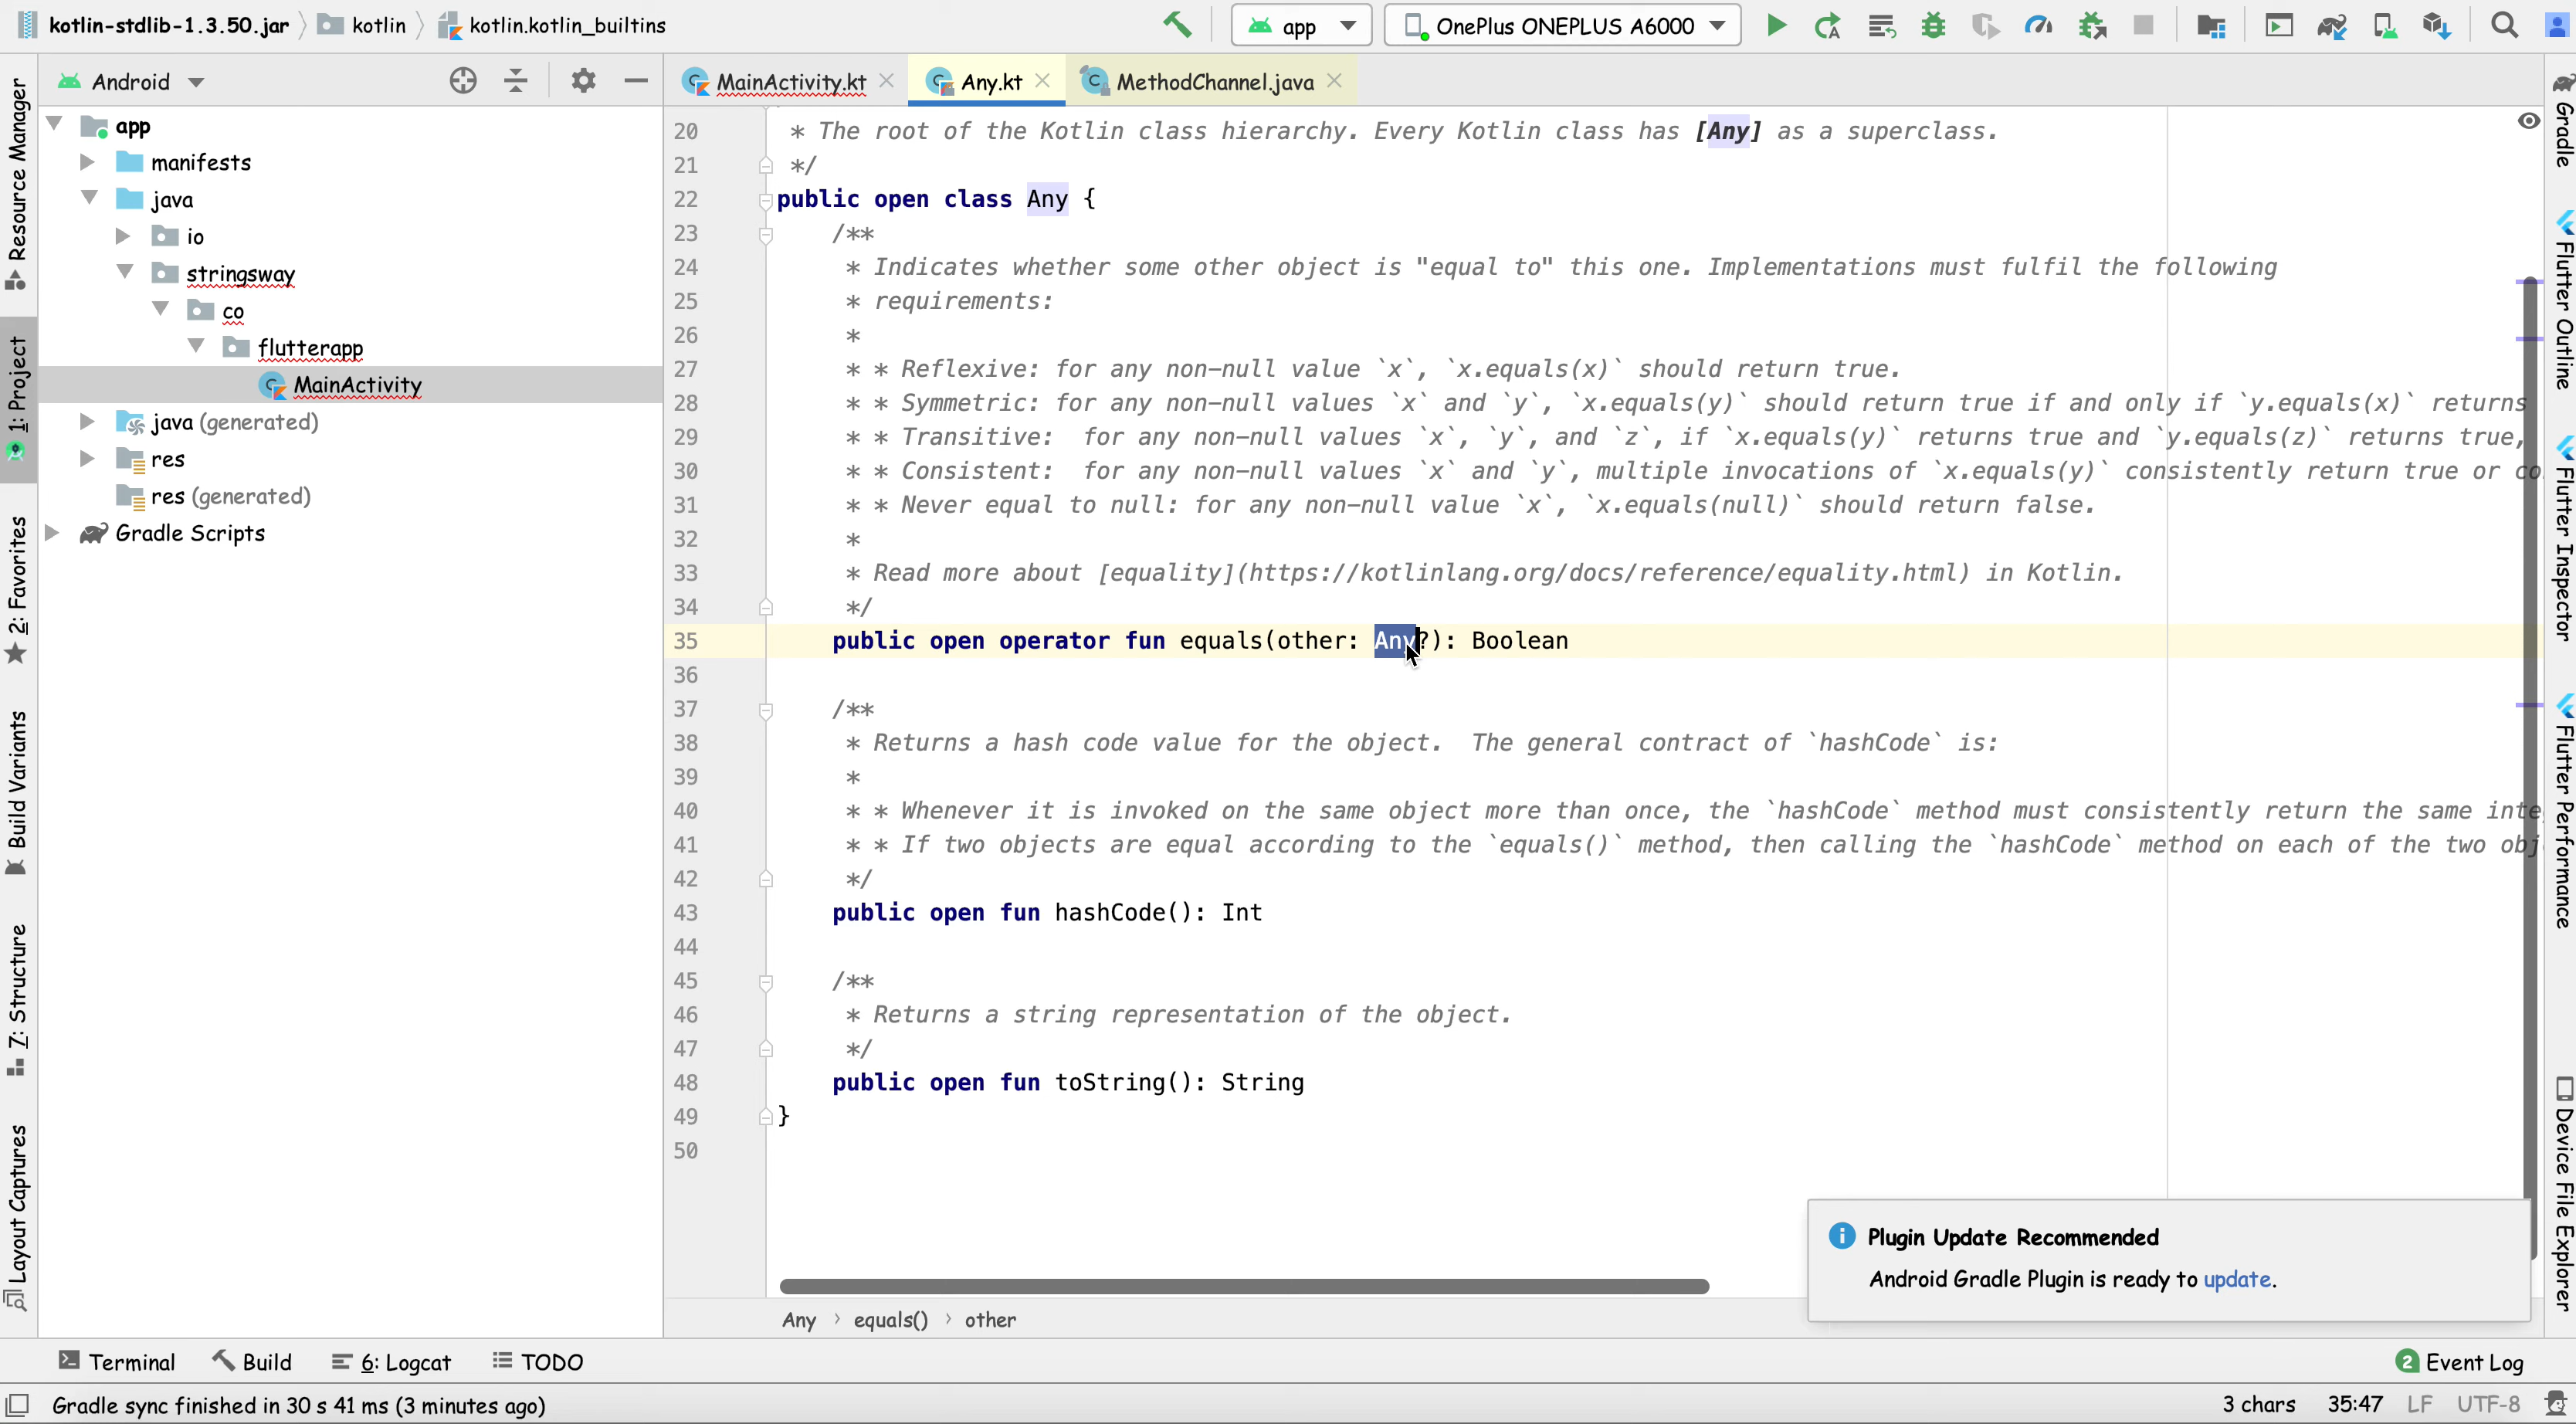 kotlin-stdlib-1.3.50.jar kotlin kotlin.kotlin_builtins app OnePlus ONEPLUS A6000
Android
MainActivity.kt Any.kt MethodChannel.java
app
manifests
java
io
stringsway
co
flutterapp
MainActivity
java (generated)
res
res (generated)
Gradle Scripts
Resource Manager
1: Project
2: Favorites
Build Variants
7: Structure
Layout Captures
20 * The root of the Kotlin class hierarchy. Every Kotlin class has [Any] as a superclass.
21 */
22 public open class Any {
23 /**
24 * Indicates whether some other object is "equal to" this one. Implementations must fulfil the following
25 * requirements:
26 *
27 * * Reflexive: for any non-null value `x`, `x.equals(x)` should return true.
28 * * Symmetric: for any non-null values `x` and `y`, `x.equals(y)` should return true if and only if `y.equals(x)` returns
29 * * Transitive:  for any non-null values `x`, `y`, and `z`, if `x.equals(y)` returns true and `y.equals(z)` returns true,
30 * * Consistent:  for any non-null values `x` and `y`, multiple invocations of `x.equals(y)` consistently return true or co
31 * * Never equal to null: for any non-null value `x`, `x.equals(null)` should return false.
32 *
33 * Read more about [equality](https://kotlinlang.org/docs/reference/equality.html) in Kotlin.
34 */
35 public open operator fun equals(other: Any?): Boolean
36
37 /**
38 * Returns a hash code value for the object.  The general contract of `hashCode` is:
39 *
40 * * Whenever it is invoked on the same object more than once, the `hashCode` method must consistently return the same inte
41 * * If two objects are equal according to the `equals()` method, then calling the `hashCode` method on each of the two obj
42 */
43 public open fun hashCode(): Int
44
45 /**
46 * Returns a string representation of the object.
47 */
48 public open fun toString(): String
49 }
50
Gradle
Flutter Outline
Flutter Inspector
Flutter Performance
Device File Explorer
Plugin Update Recommended
Android Gradle Plugin is ready to update.
Any › equals() › other
Terminal Build 6: Logcat TODO 2 Event Log
Gradle sync finished in 30 s 41 ms (3 minutes ago) 3 chars 35:47 LF UTF-8